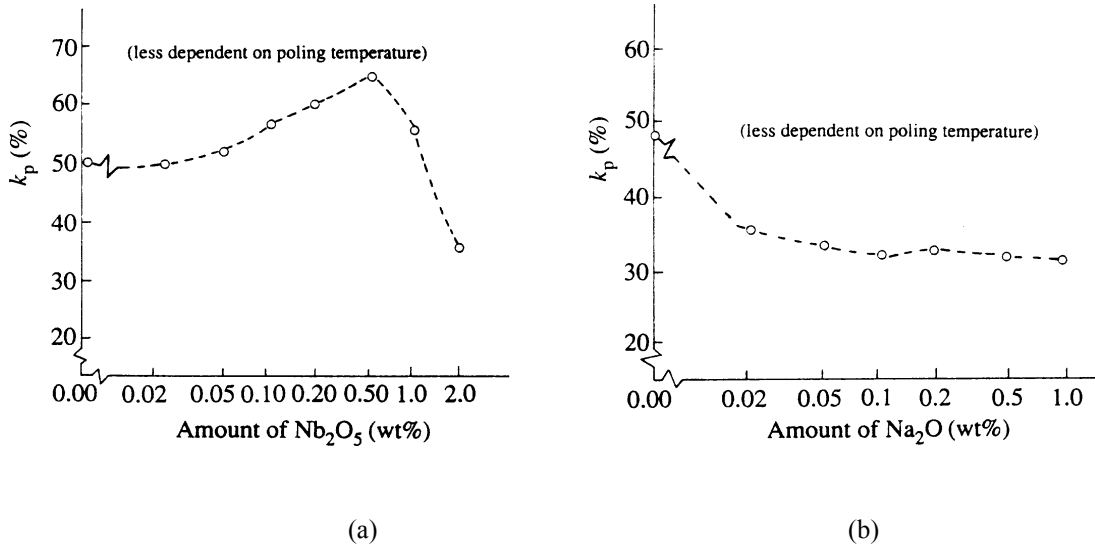 70
60
50
40
30
20
k_p (%)
(less dependent on poling temperature)
0.00 0.02 0.05 0.10 0.20 0.50 1.0 2.0
Amount of Nb₂O₅ (wt%)
(a)
60
50
40
30
20
k_p (%)
(less dependent on poling temperature)
0.00 0.02 0.05 0.1 0.2 0.5 1.0
Amount of Na₂O (wt%)
(b)